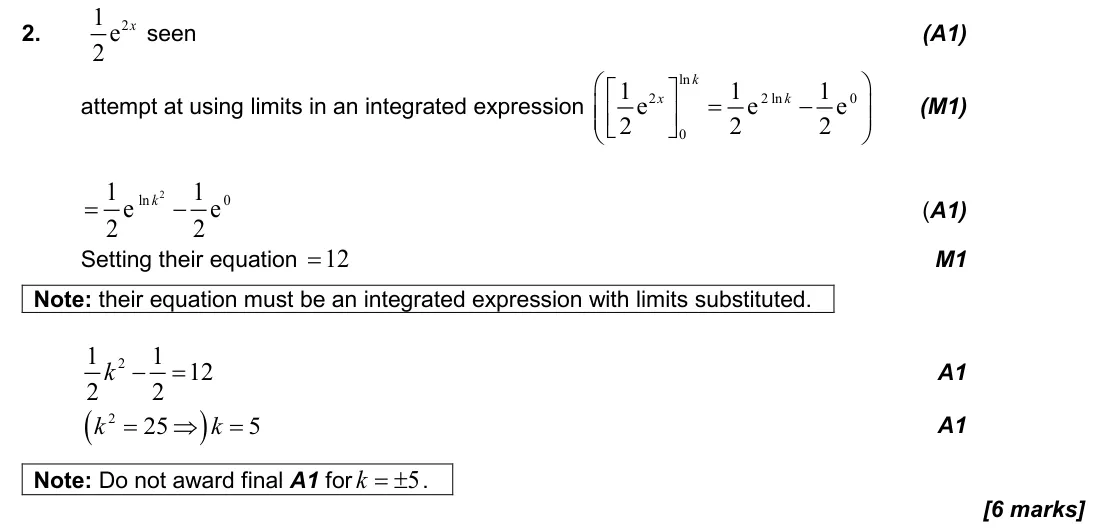 2. 1/2 e^{2x} seen (A1)
attempt at using limits in an integrated expression ([1/2 e^{2x}]_0^{ln k} = 1/2 e^{2 ln k} − 1/2 e^0) (M1)
= 1/2 e^{ln k^2} − 1/2 e^0 (A1)
Setting their equation = 12 M1
Note: their equation must be an integrated expression with limits substituted.
1/2 k^2 − 1/2 = 12 A1
(k^2 = 25 ⇒) k = 5 A1
Note: Do not award final A1 for k = ±5.
[6 marks]